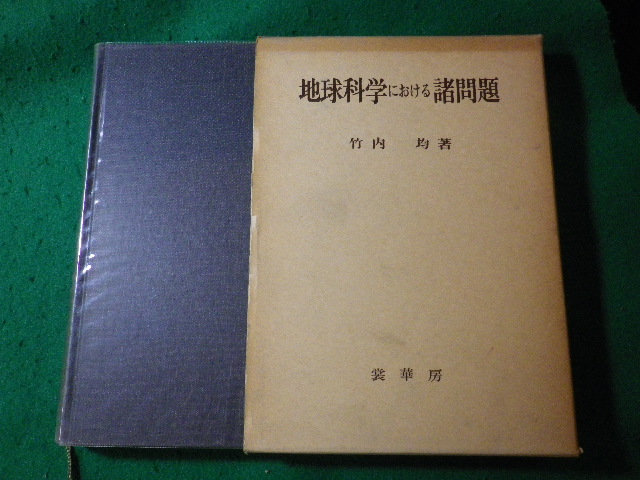 地球科学における諸問題
竹内 均著
裳華房